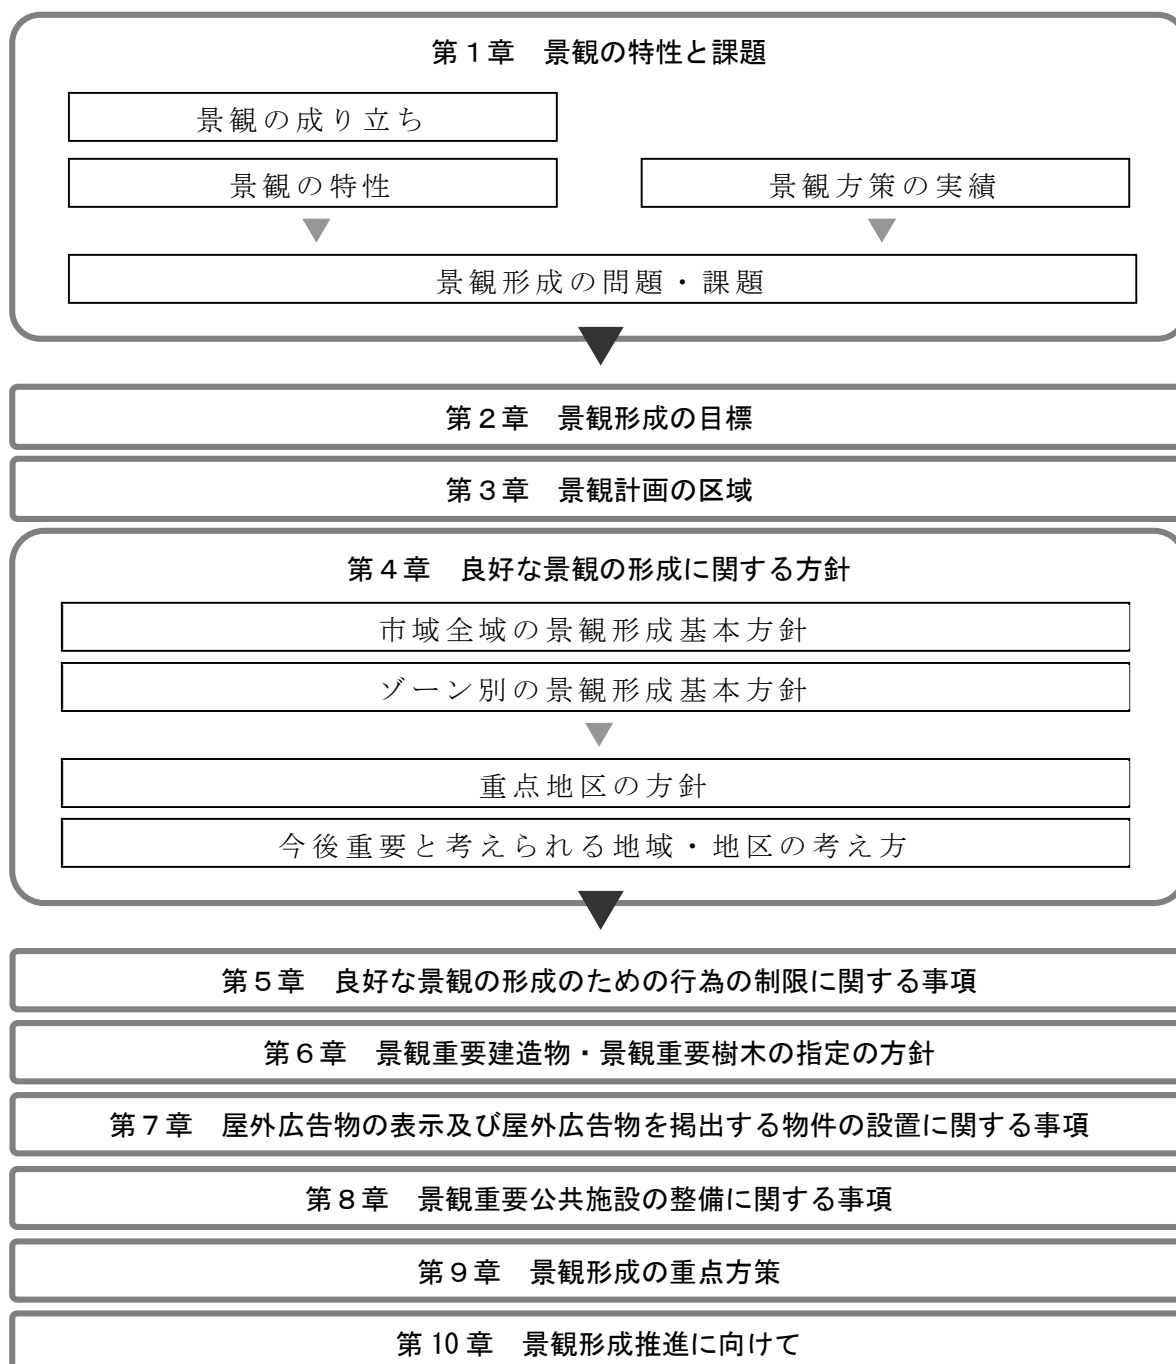 第1章　景観の特性と課題
景観の成り立ち
景観の特性
景観方策の実績
景観形成の問題・課題
第2章　景観形成の目標
第3章　景観計画の区域
第4章　良好な景観の形成に関する方針
市域全域の景観形成基本方針
ゾーン別の景観形成基本方針
重点地区の方針
今後重要と考えられる地域・地区の考え方
第5章　良好な景観の形成のための行為の制限に関する事項
第6章　景観重要建造物・景観重要樹木の指定の方針
第7章　屋外広告物の表示及び屋外広告物を掲出する物件の設置に関する事項
第8章　景観重要公共施設の整備に関する事項
第9章　景観形成の重点方策
第10章　景観形成推進に向けて